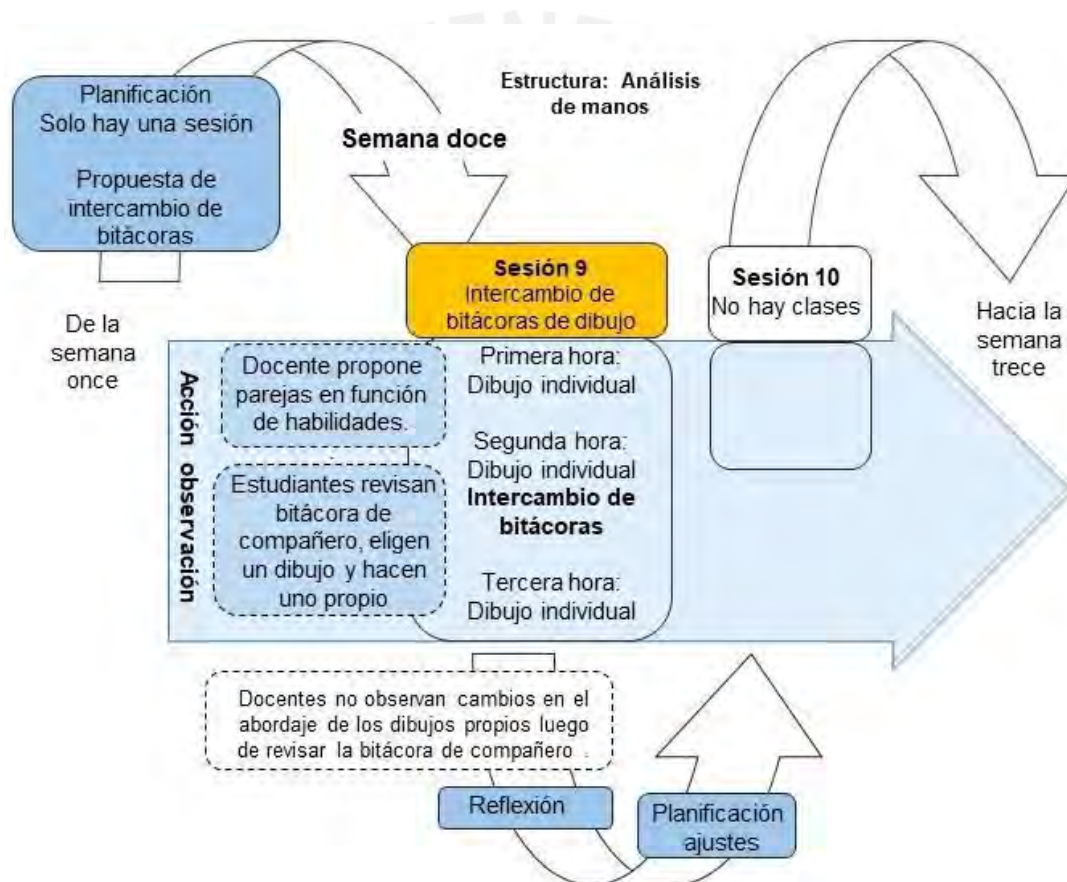 Planificación
Solo hay una sesión
Propuesta de
intercambio de
bitácoras
Estructura: Análisis
de manos
Semana doce
Sesión 9
Intercambio de
bitácoras de dibujo
Sesión 10
No hay clases
De la
semana
once
Hacia la
semana
trece
Acción observación
Docente propone
parejas en función
de habilidades.
Estudiantes revisan
bitácora de
compañero, eligen
un dibujo y hacen
uno propio
Primera hora:
Dibujo individual
Segunda hora:
Dibujo individual
Intercambio de
bitácoras
Tercera hora:
Dibujo individual
Docentes no observan cambios en el
abordaje de los dibujos propios luego
de revisar la bitácora de compañero .
Reflexión
Planificación
ajustes